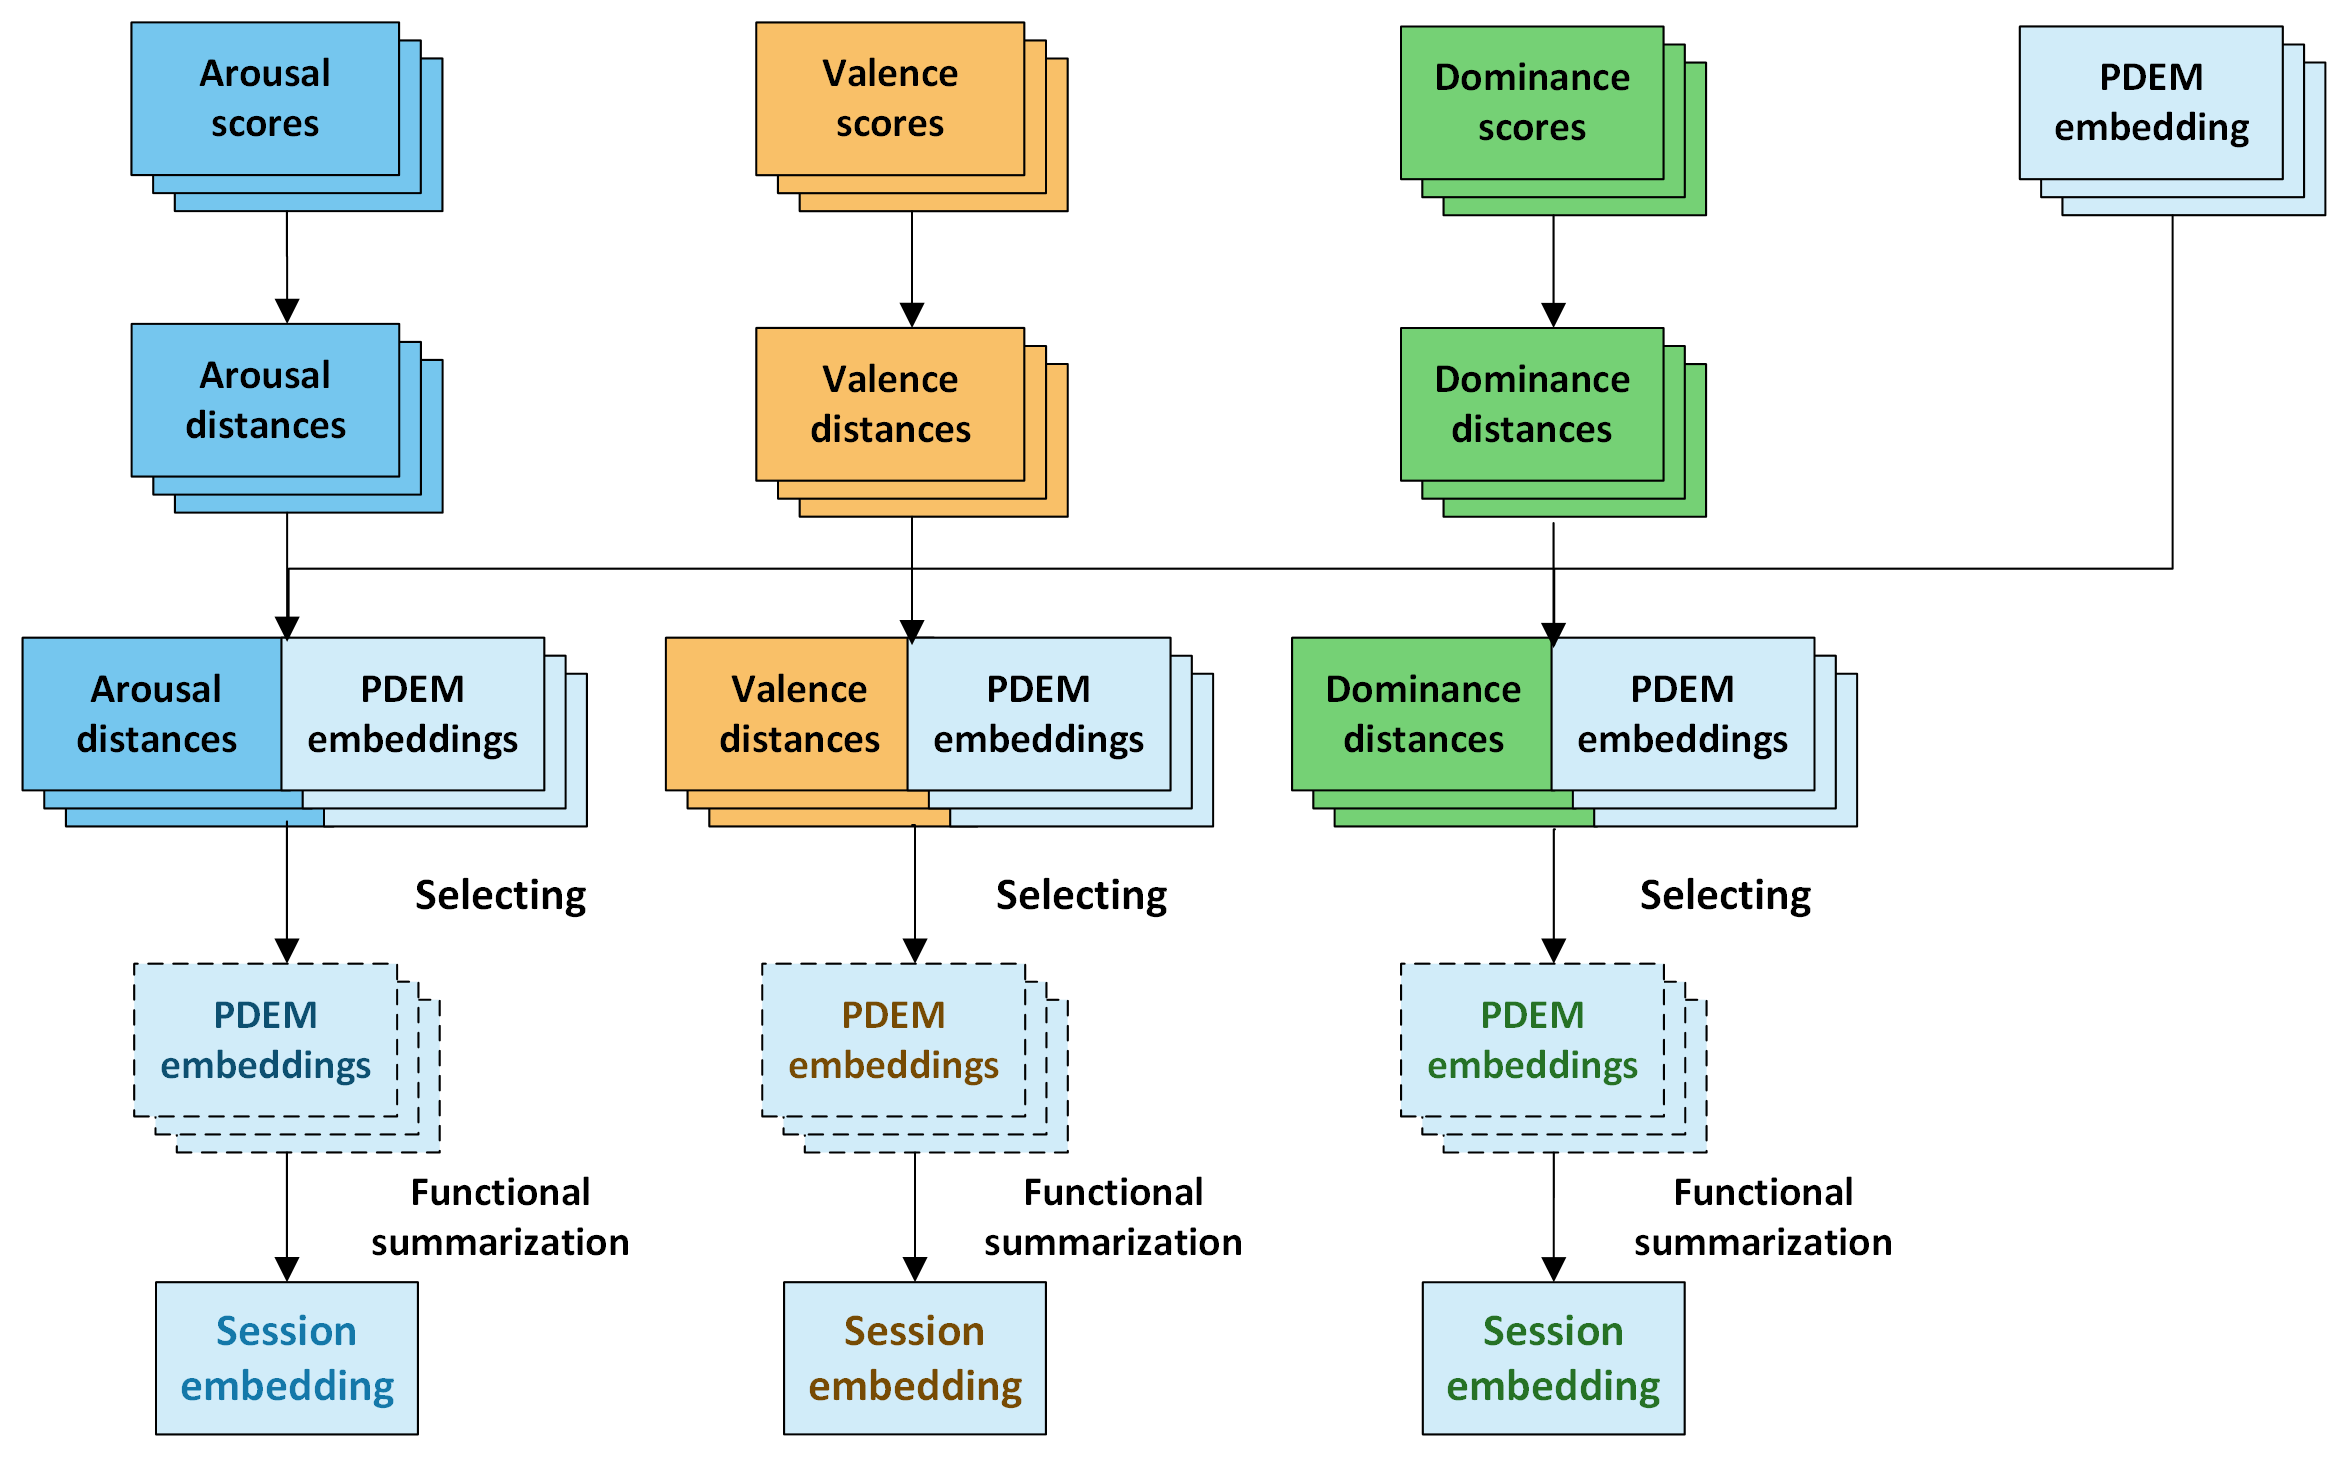 Arousal
scores
Valence
scores
Dominance
scores
PDEM
embedding
Arousal
distances
Valence
distances
Dominance
distances
Arousal
distances
PDEM
embeddings
Valence
distances
PDEM
embeddings
Dominance
distances
PDEM
embeddings
Selecting
Selecting
Selecting
PDEM
embeddings
PDEM
embeddings
PDEM
embeddings
Functional
summarization
Functional
summarization
Functional
summarization
Session
embedding
Session
embedding
Session
embedding